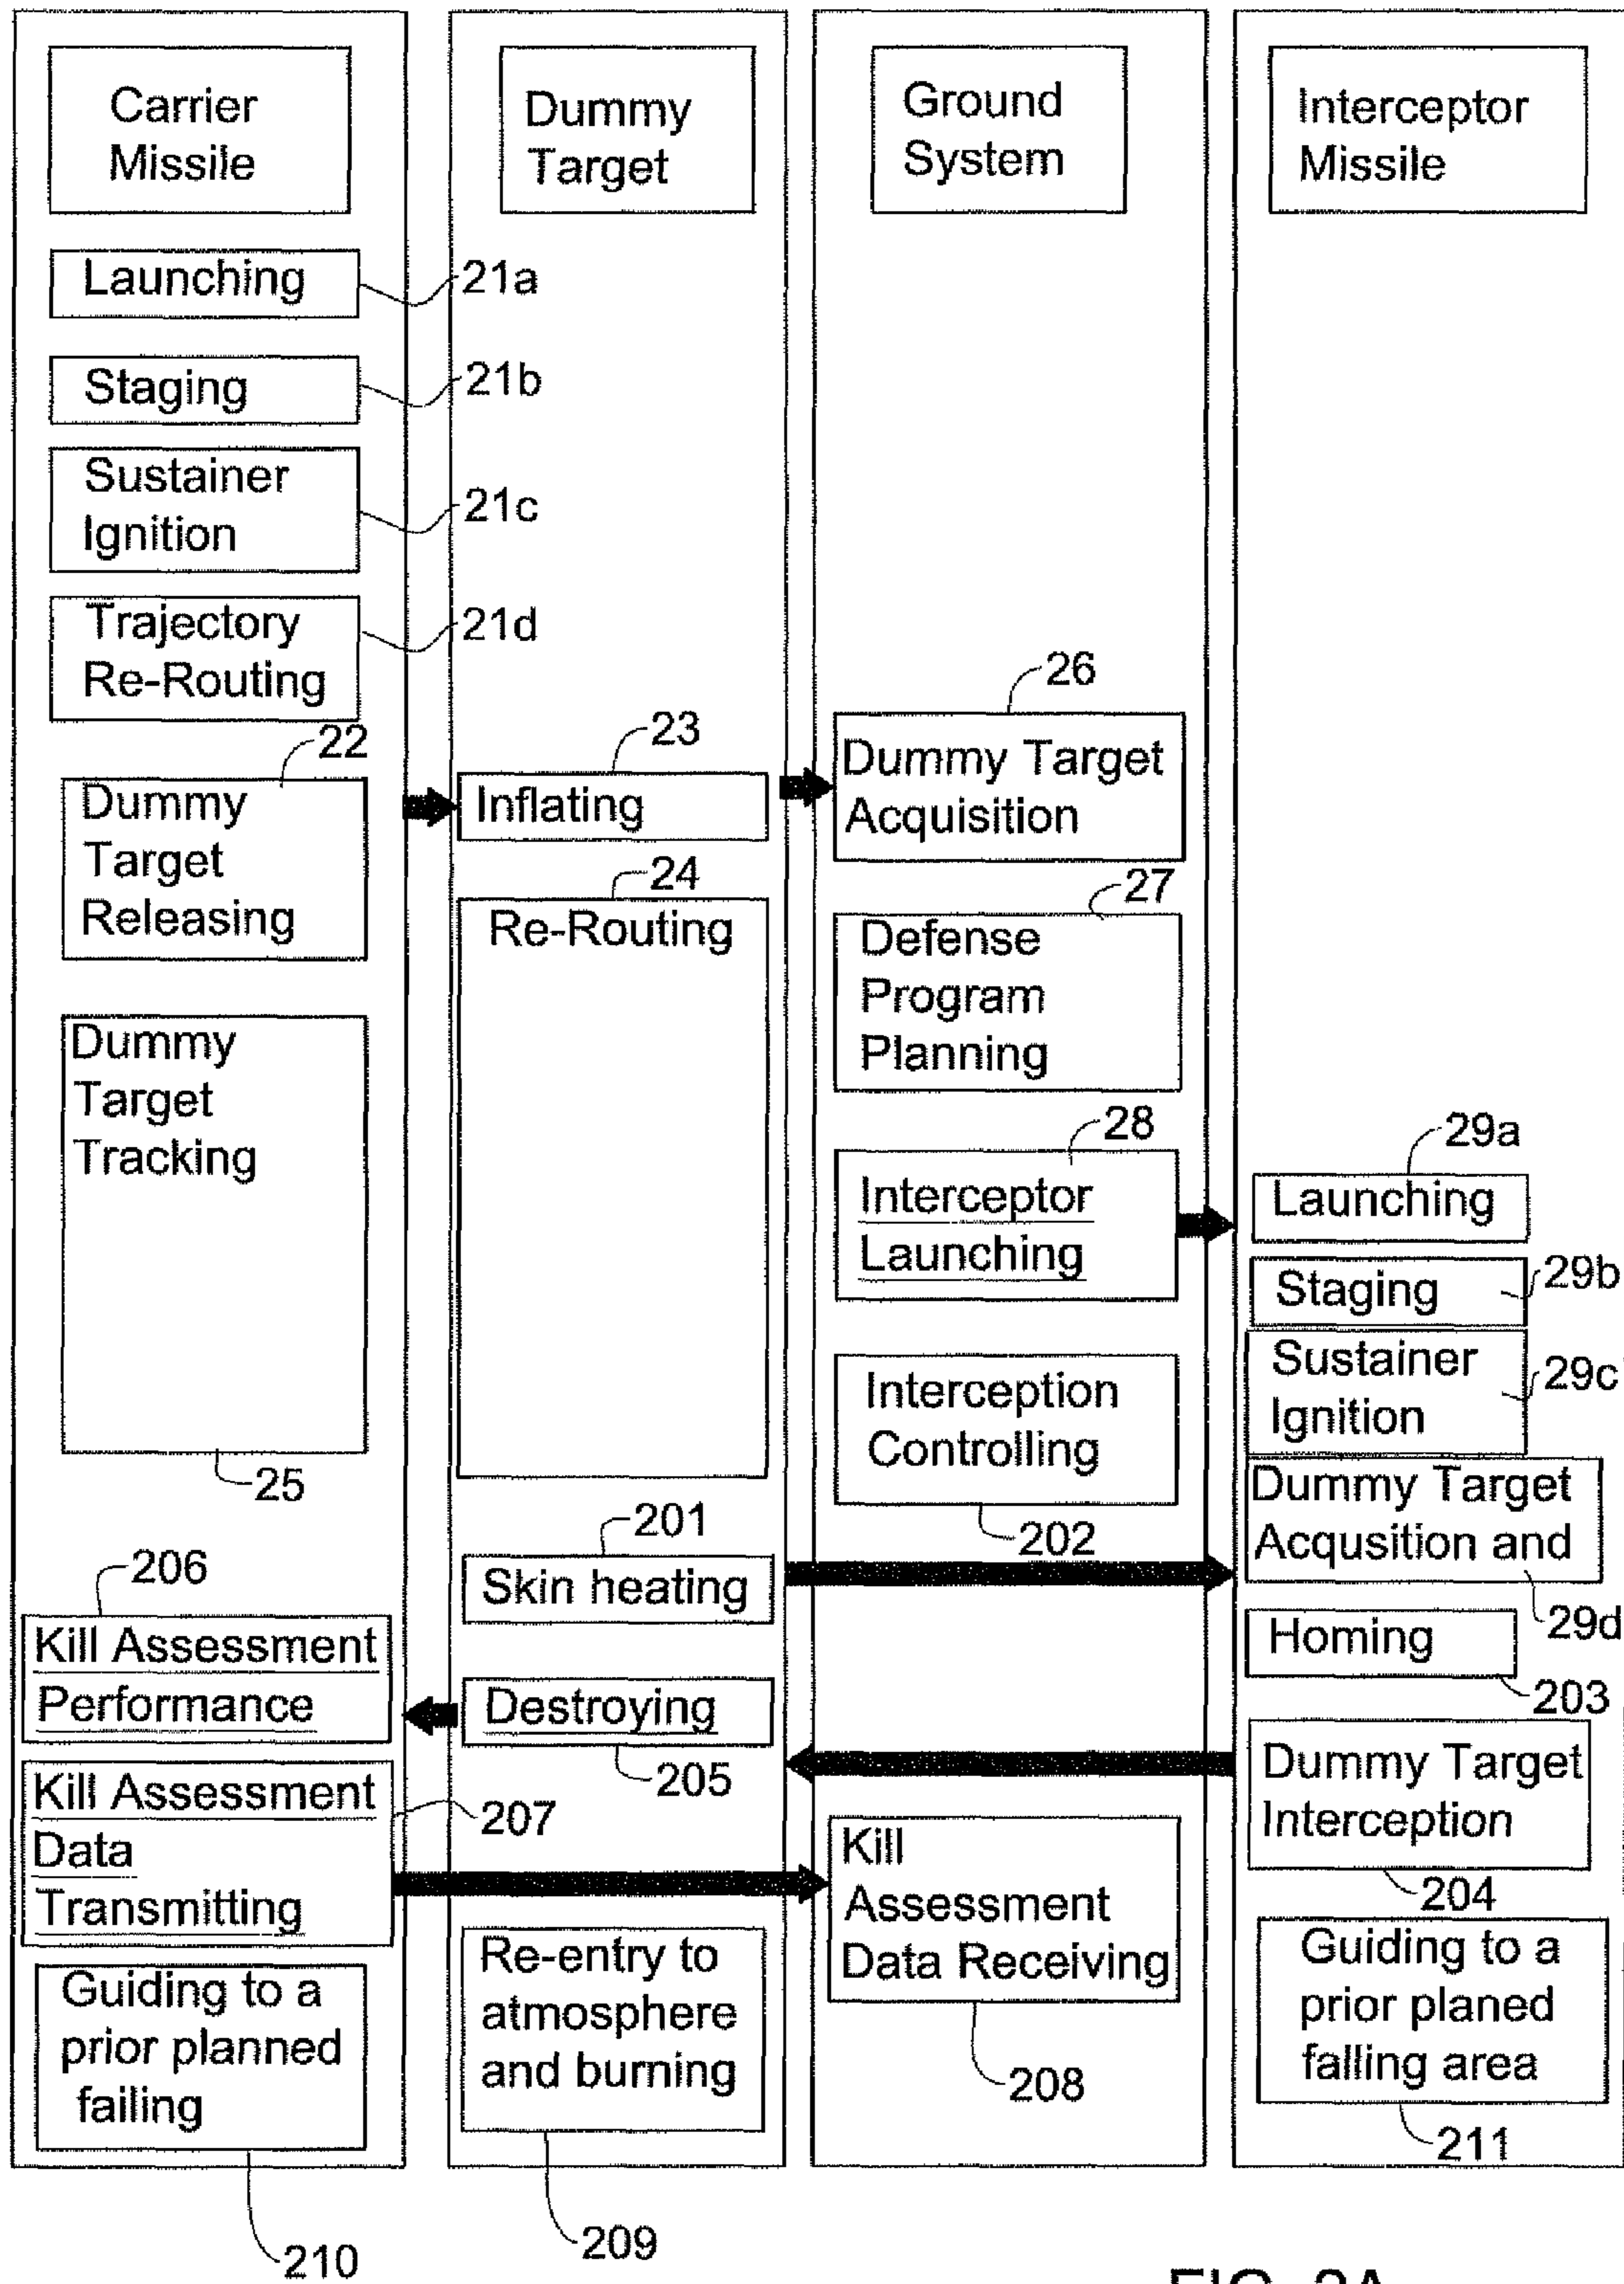 Carrier
Missile
Launching
21a
Staging
21b
Sustainer
Ignition
21c
Trajectory
Re-Routing
21d
22
Dummy
Target
Releasing
Dummy
Target
Tracking
25
206
Kill Assessment
Performance
Kill Assessment
Data
Transmitting
207
Guiding to a
prior planned
failing
210
Dummy
Target
23
Inflating
24
Re-Routing
201
Skin heating
Destroying
205
Re-entry to
atmosphere
and burning
209
Ground
System
26
Dummy Target
Acquisition
27
Defense
Program
Planning
28
Interceptor
Launching
Interception
Controlling
202
Kill
Assessment
Data Receiving
208
Interceptor
Missile
29a
Launching
Staging
29b
Sustainer
Ignition
29c
Dummy Target
Acqusition and
29d
Homing
203
Dummy Target
Interception
204
Guiding to a
prior planed
falling area
211
FIG. 2A